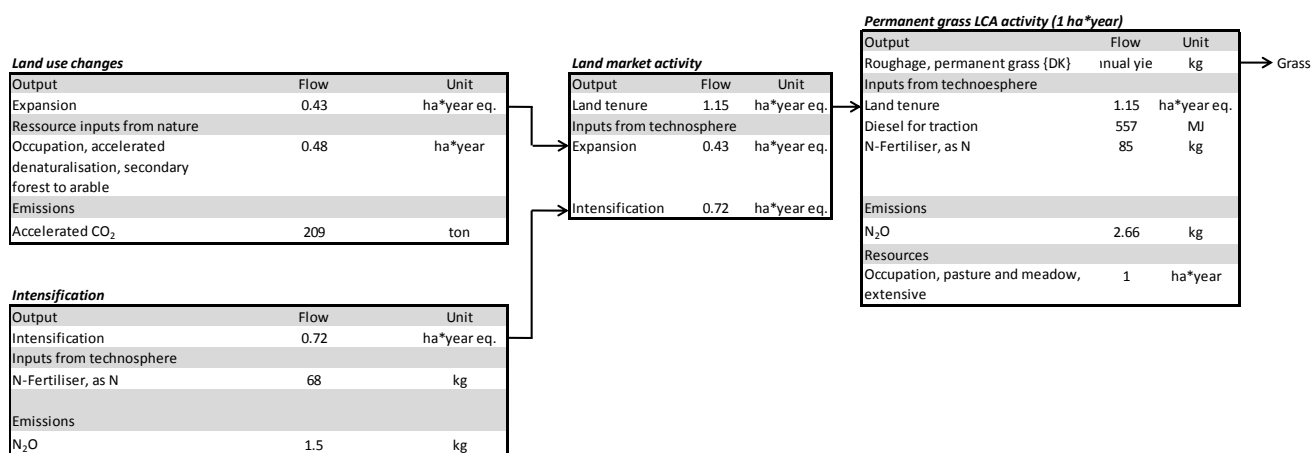 Land use changes
Output Flow Unit
Expansion 0.43 ha*year eq.
Ressource inputs from nature
Occupation, accelerated 0.48 ha*year
denaturalisation, secondary
forest to arable
Emissions
Accelerated CO₂ 209 ton
Intensification
Output Flow Unit
Intensification 0.72 ha*year eq.
Inputs from technosphere
N-Fertiliser, as N 68 kg
Emissions
N₂O 1.5 kg
Land market activity
Output Flow Unit
Land tenure 1.15 ha*year eq.
Inputs from technosphere
Expansion 0.43 ha*year eq.
Intensification 0.72 ha*year eq.
Permanent grass LCA activity (1 ha*year)
Output Flow Unit
Roughage, permanent grass {DK} ınual yie kg
Inputs from technoesphere
Land tenure 1.15 ha*year eq.
Diesel for traction 557 MJ
N-Fertiliser, as N 85 kg
Emissions
N₂O 2.66 kg
Resources
Occupation, pasture and meadow, 1 ha*year
extensive
Grass